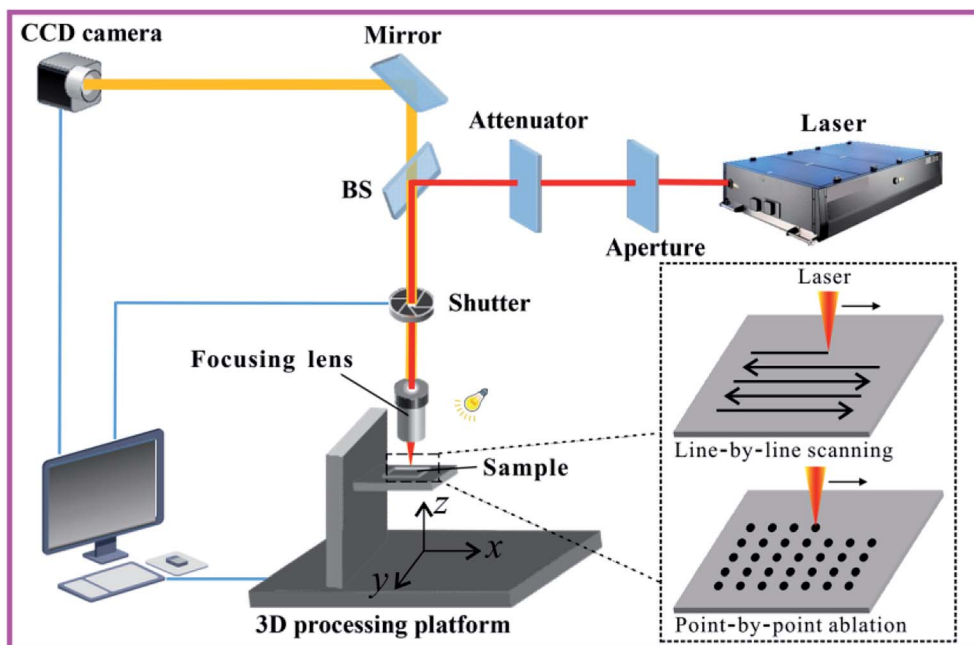 CCD camera
Mirror
Attenuator
Laser
BS
Aperture
Shutter
Laser
Focusing lens
Line-by-line scanning
Sample
z
x
y
3D processing platform
Point-by-point ablation